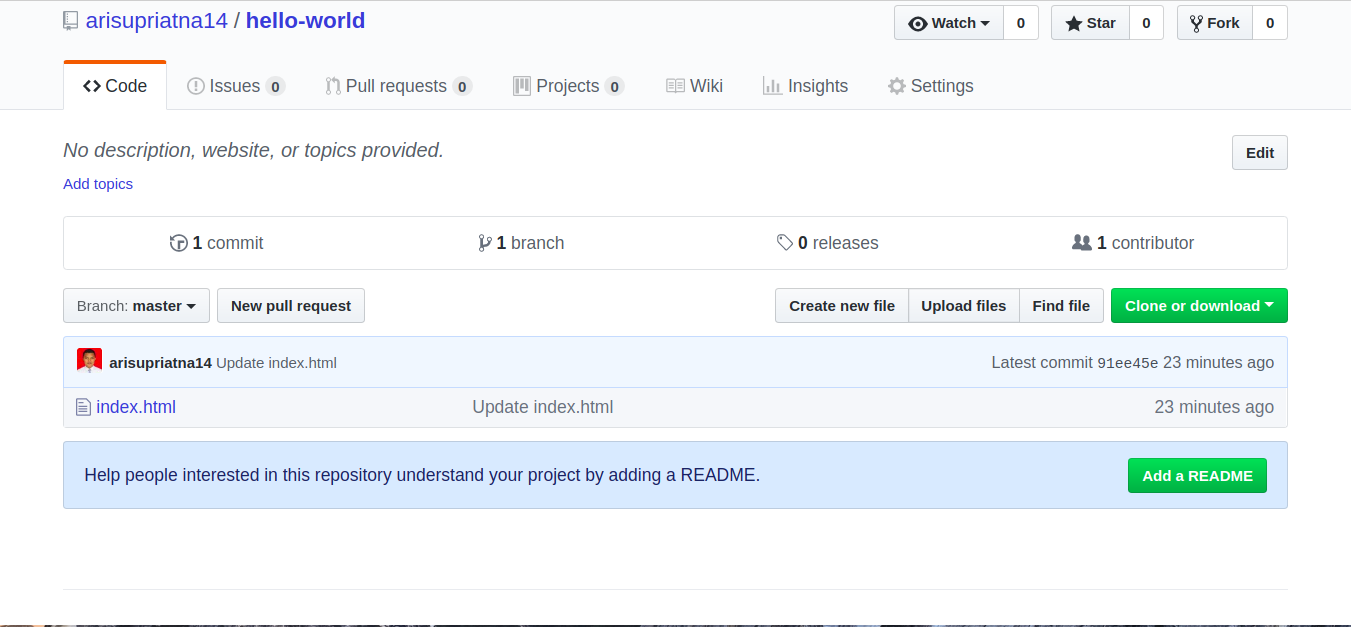 arisupriatna14 / hello-world Watch 0 Star 0 Fork 0
Code Issues 0 Pull requests 0 Projects 0 Wiki Insights Settings
No description, website, or topics provided. Edit
Add topics
1 commit 1 branch 0 releases 1 contributor
Branch: master New pull request Create new file Upload files Find file Clone or download
arisupriatna14 Update index.html Latest commit 91ee45e 23 minutes ago
index.html Update index.html 23 minutes ago
Help people interested in this repository understand your project by adding a README. Add a README